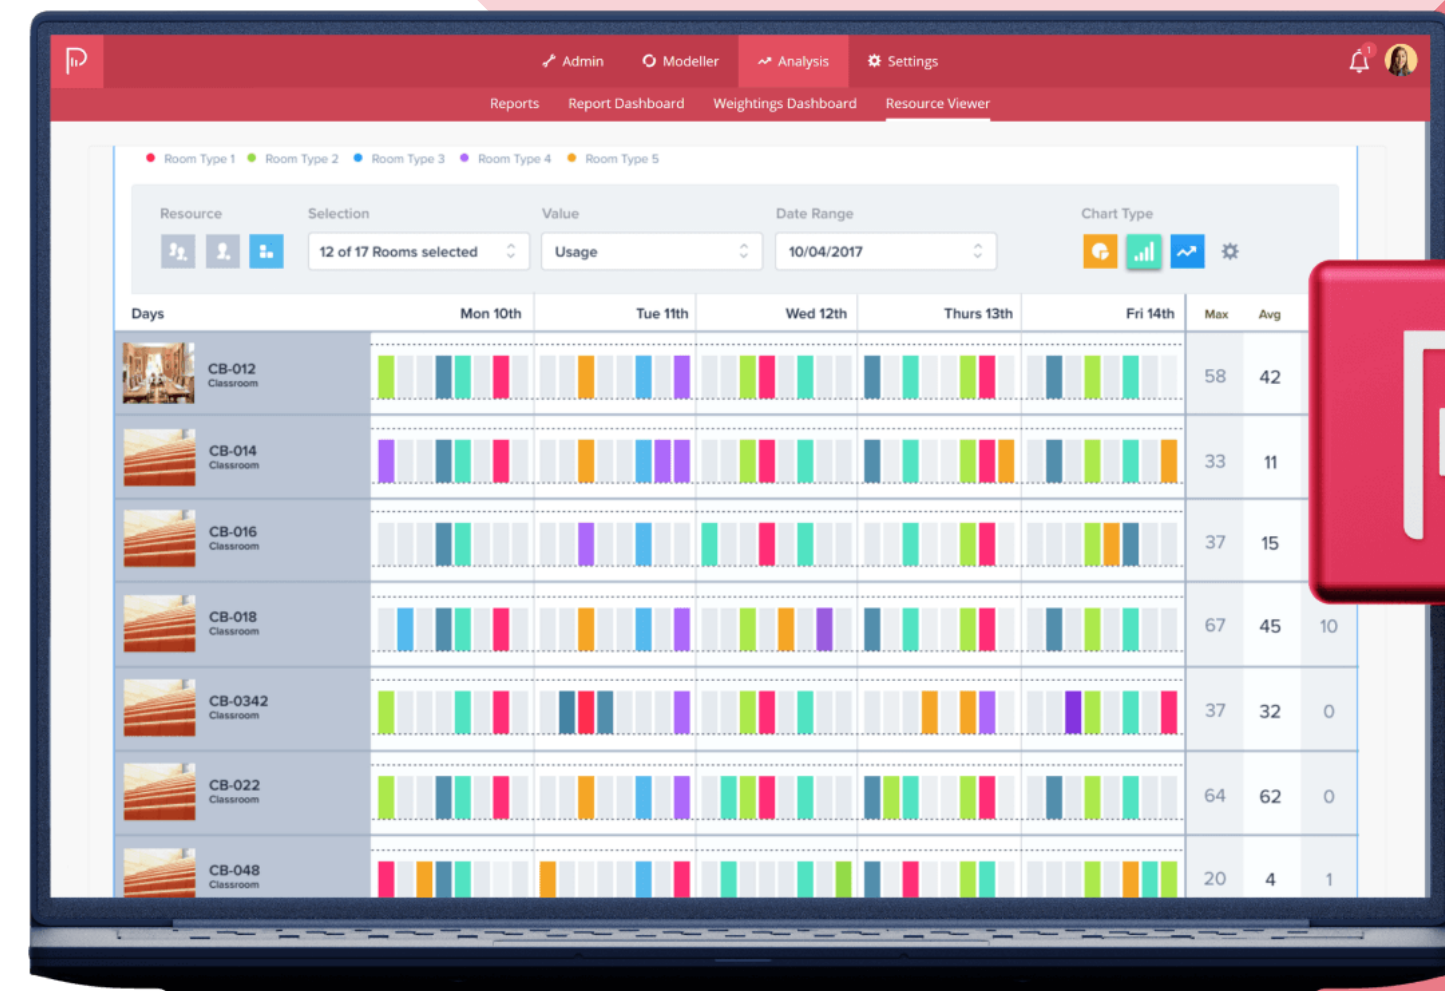 Admin Modeller Analysis Settings 1
Reports Report Dashboard Weightings Dashboard Resource Viewer
Room Type 1 Room Type 2 Room Type 3 Room Type 4 Room Type 5
Resource Selection Value Date Range Chart Type
12 of 17 Rooms selected Usage 10/04/2017
Days Mon 10th Tue 11th Wed 12th Thurs 13th Fri 14th Max Avg
CB-012 58 42
Classroom
CB-014 33 11
Classroom
CB-016 37 15
Classroom
CB-018 67 45 10
Classroom
CB-0342 37 32 0
Classroom
CB-022 64 62 0
Classroom
CB-048 20 4 1
Classroom